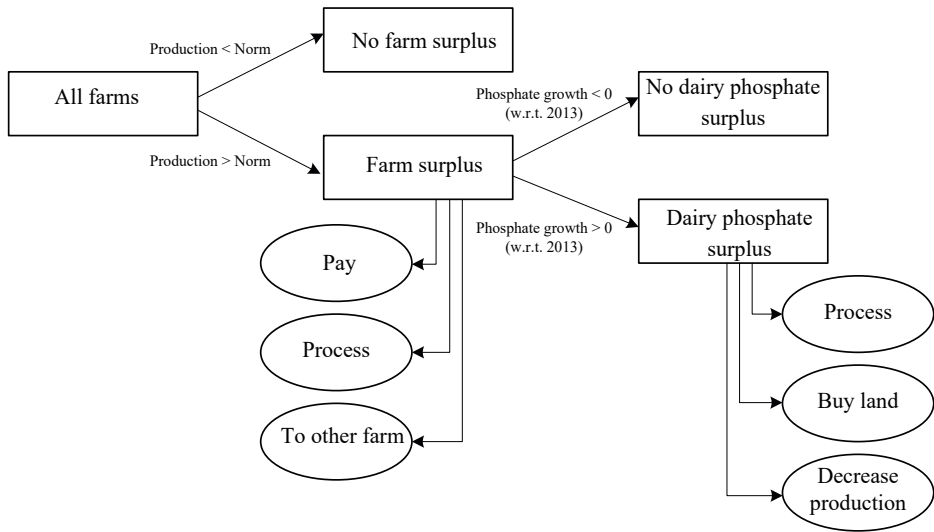 No farm surplus
Production < Norm
All farms
Phosphate growth < 0
(w.r.t. 2013)
No dairy phosphate
surplus
Production > Norm
Farm surplus
Phosphate growth > 0
(w.r.t. 2013)
Dairy phosphate
surplus
Pay
Process
To other farm
Process
Buy land
Decrease
production